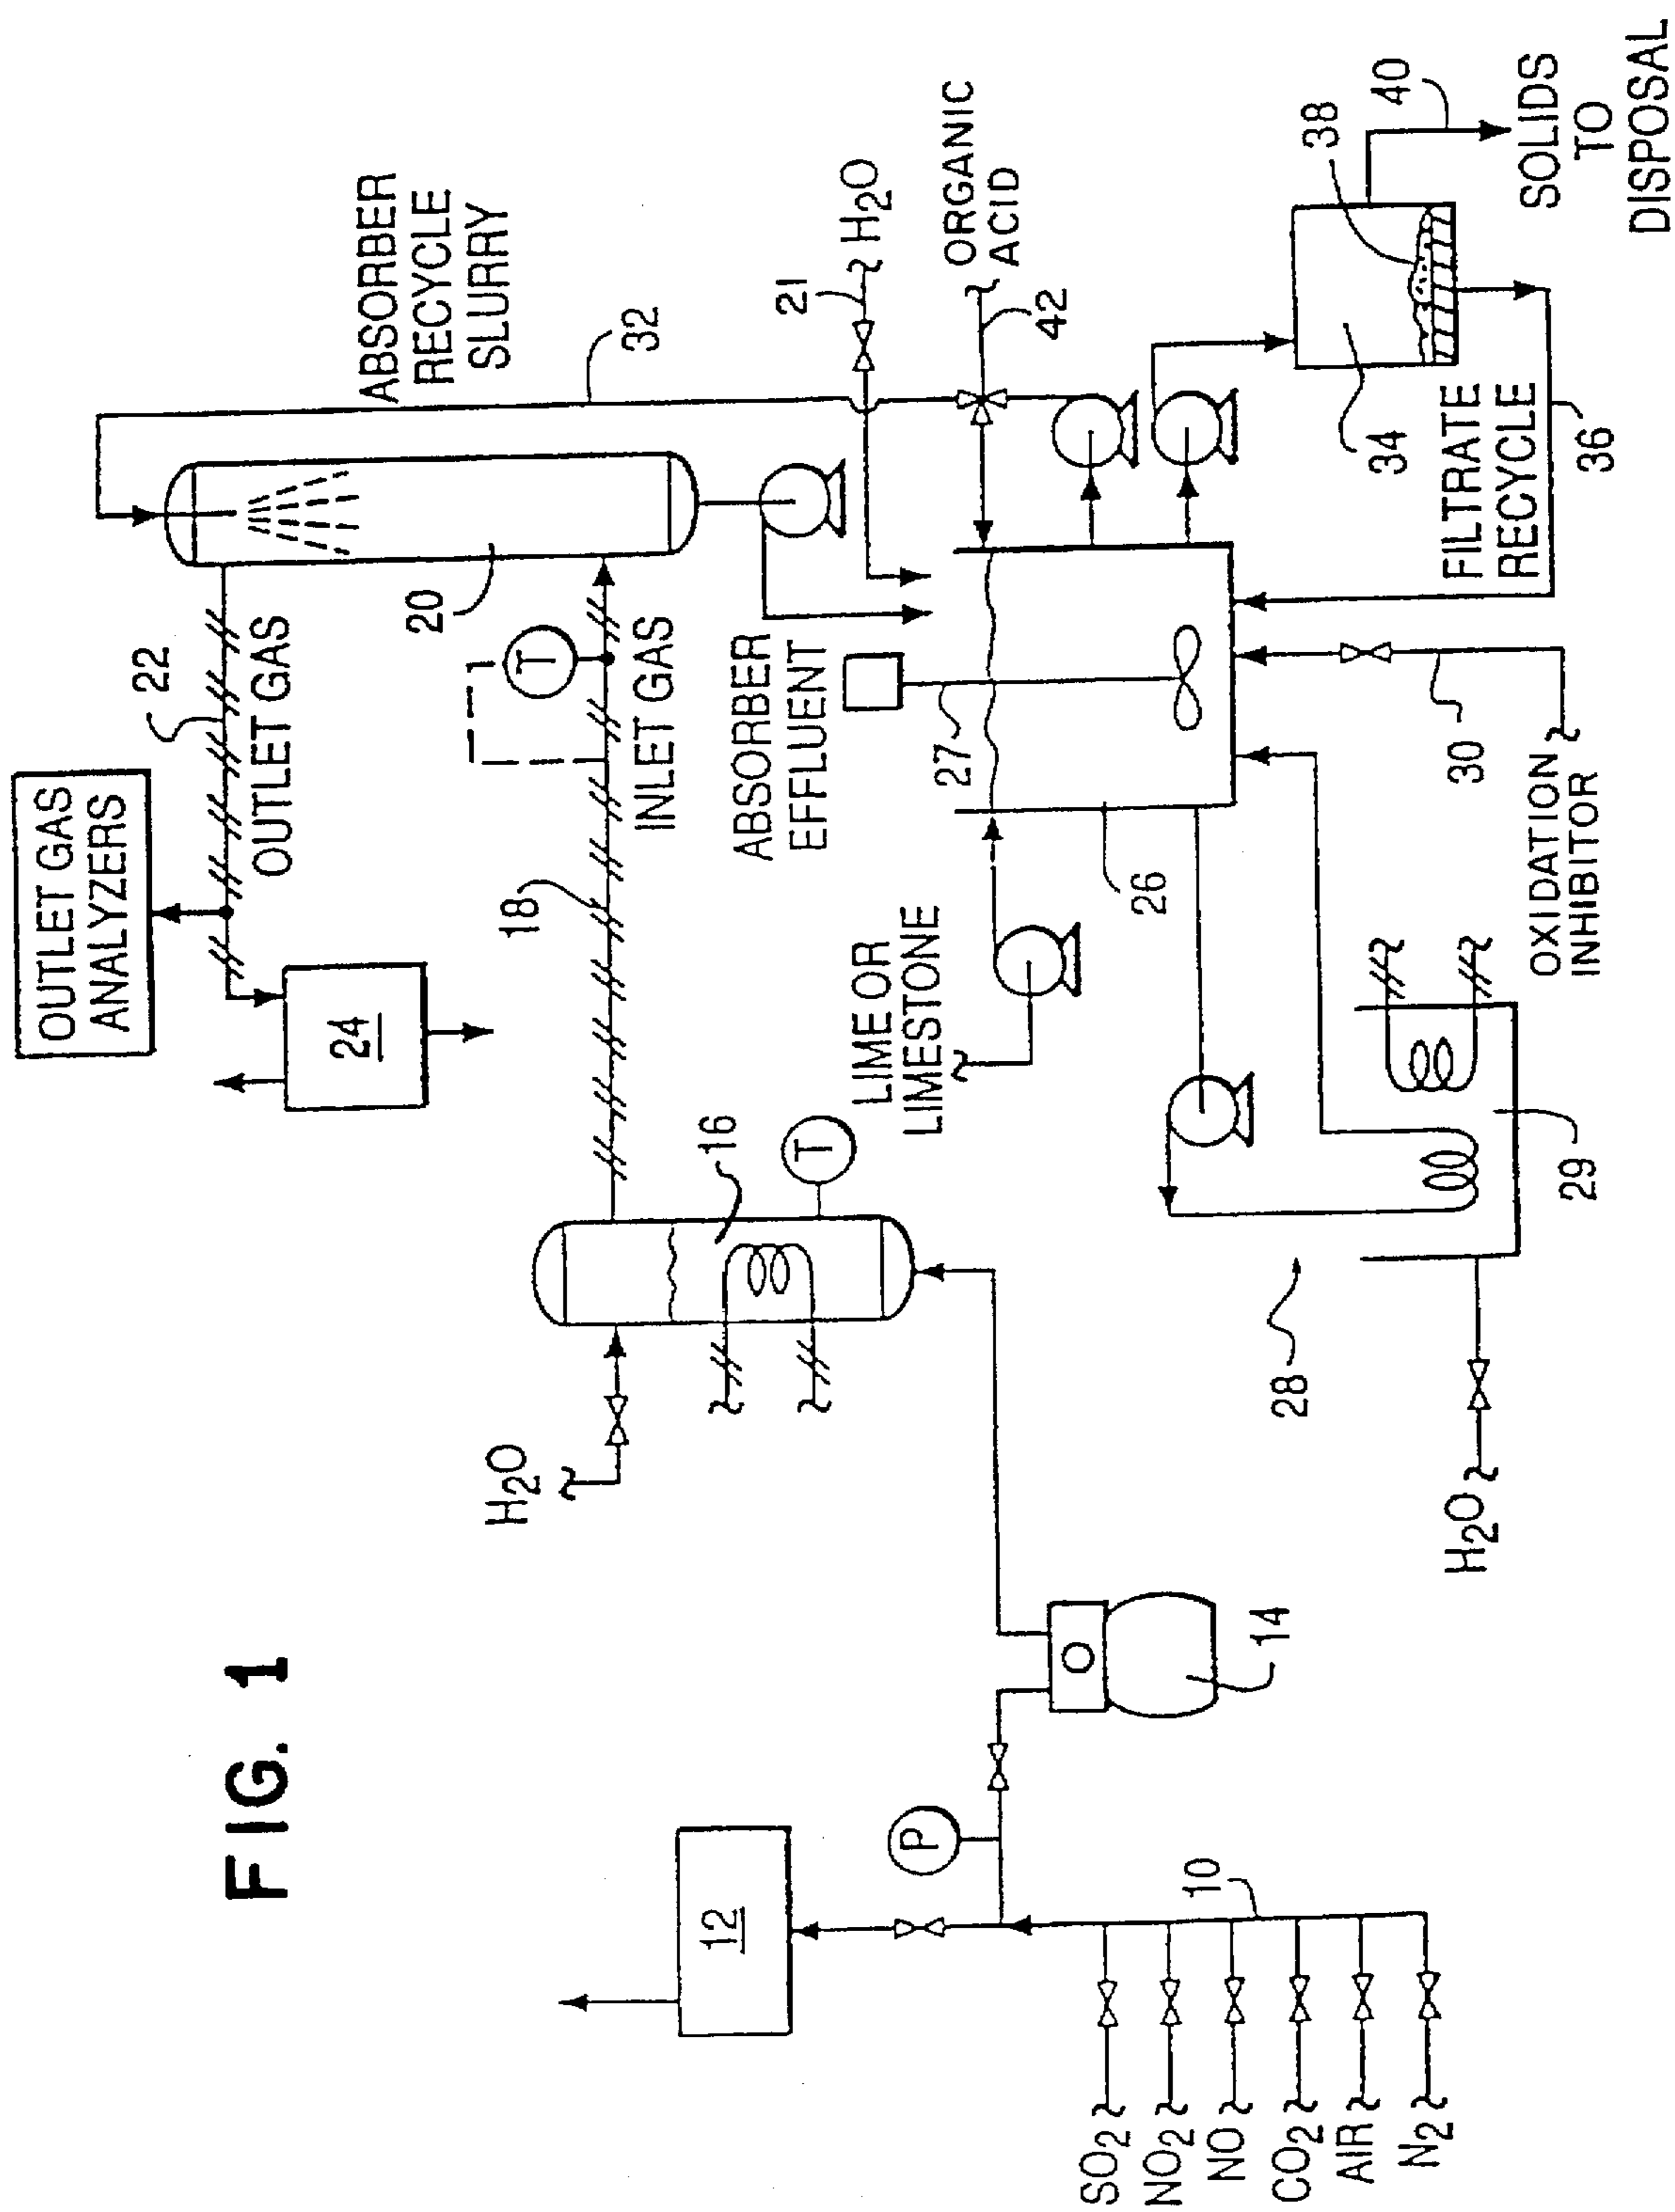 FIG. 1
OUTLET GAS
ANALYZERS
22
OUTLET GAS
24
20
ABSORBER
RECYCLE
SLURRY
32
T
INLET GAS
18
H2O
16
T
ABSORBER
EFFLUENT
21
H2O
ORGANIC
ACID
42
27
26
LIME OR
LIMESTONE
34
38
40
SOLIDS
TO
DISPOSAL
FILTRATE
RECYCLE
36
30
OXIDATION
INHIBITOR
28
29
H2O
12
P
14
10
SO2
NO2
NO
CO2
AIR
N2